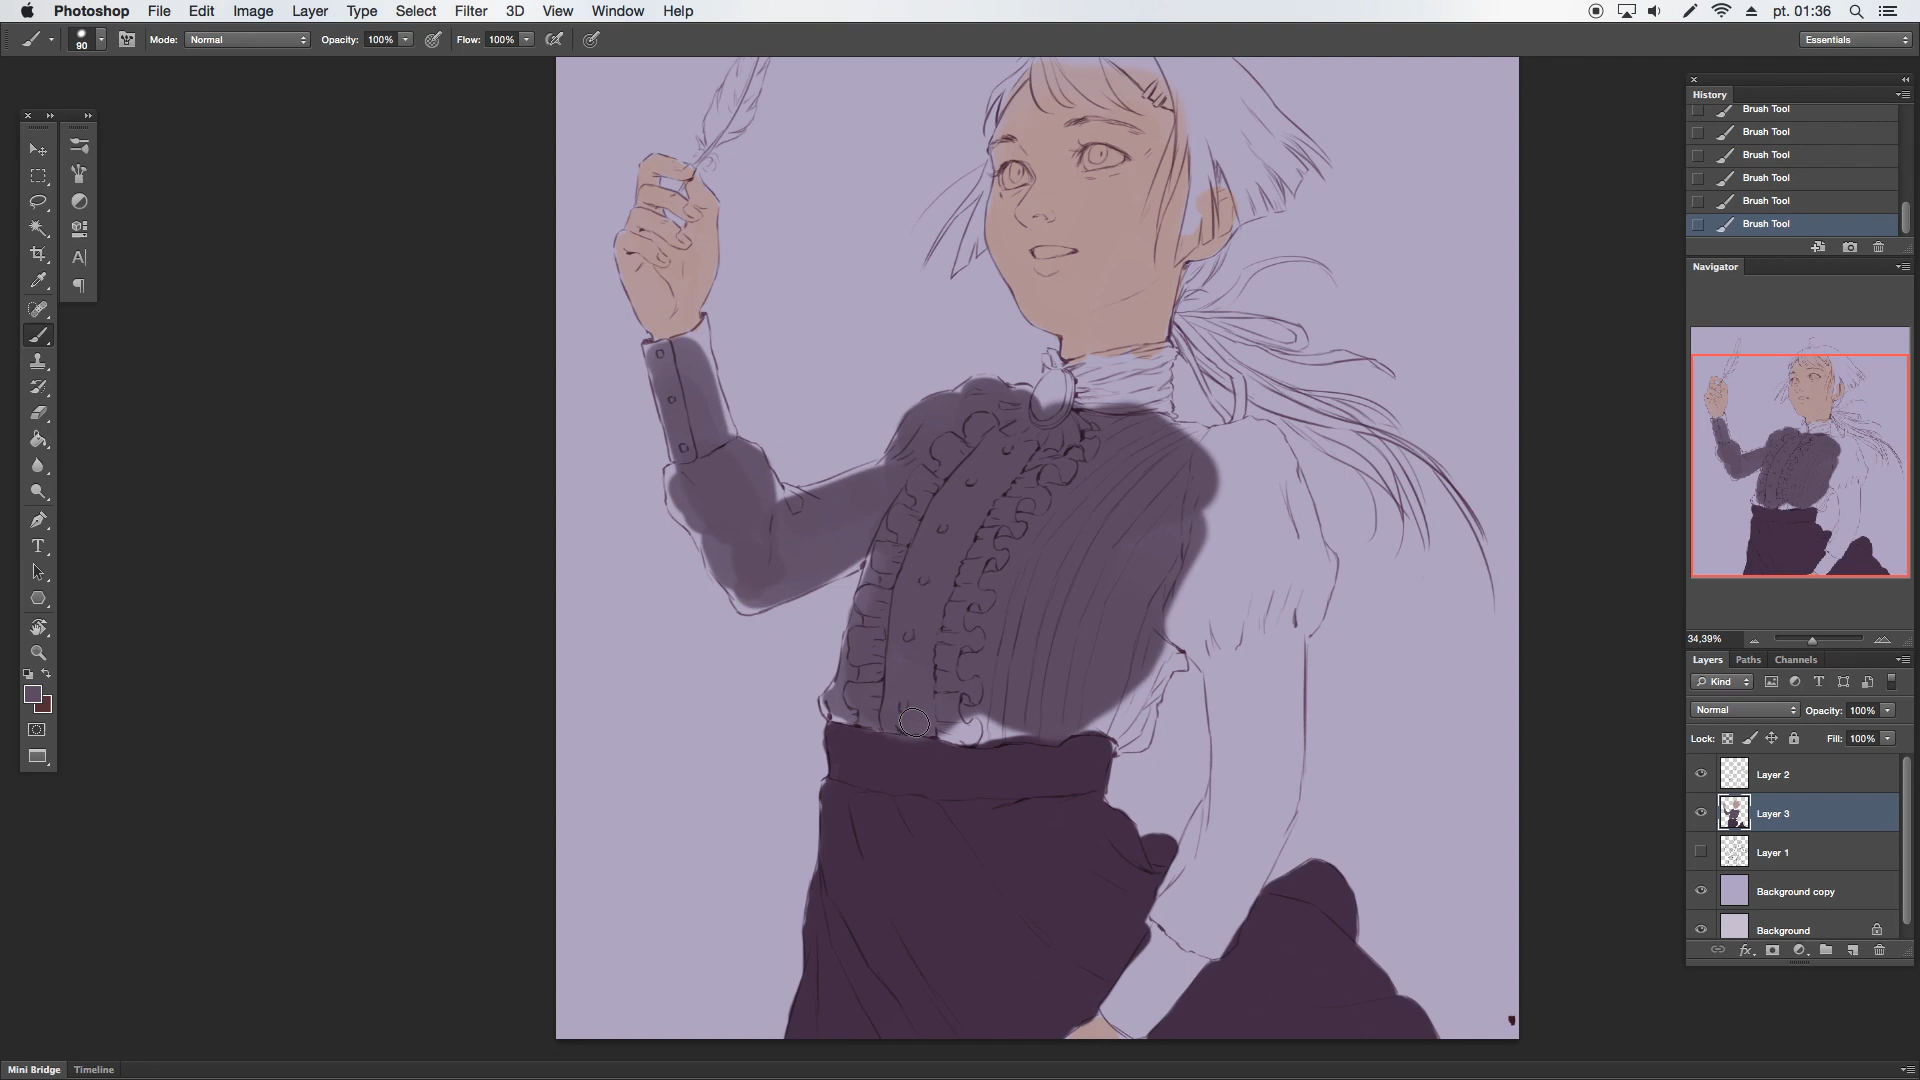 Photoshop File Edit Image Layer Type Select Filter 3D View Window Help pt. 01:36
90 Mode: Normal Opacity: 100% Flow: 100% Essentials
History
Brush Tool
Brush Tool
Brush Tool
Brush Tool
Brush Tool
Brush Tool
Navigator
34,39%
Layers Paths Channels
Kind
Normal Opacity: 100%
Lock: Fill: 100%
Layer 2
Layer 3
Layer 1
Background copy
Background
fx
Mini Bridge Timeline